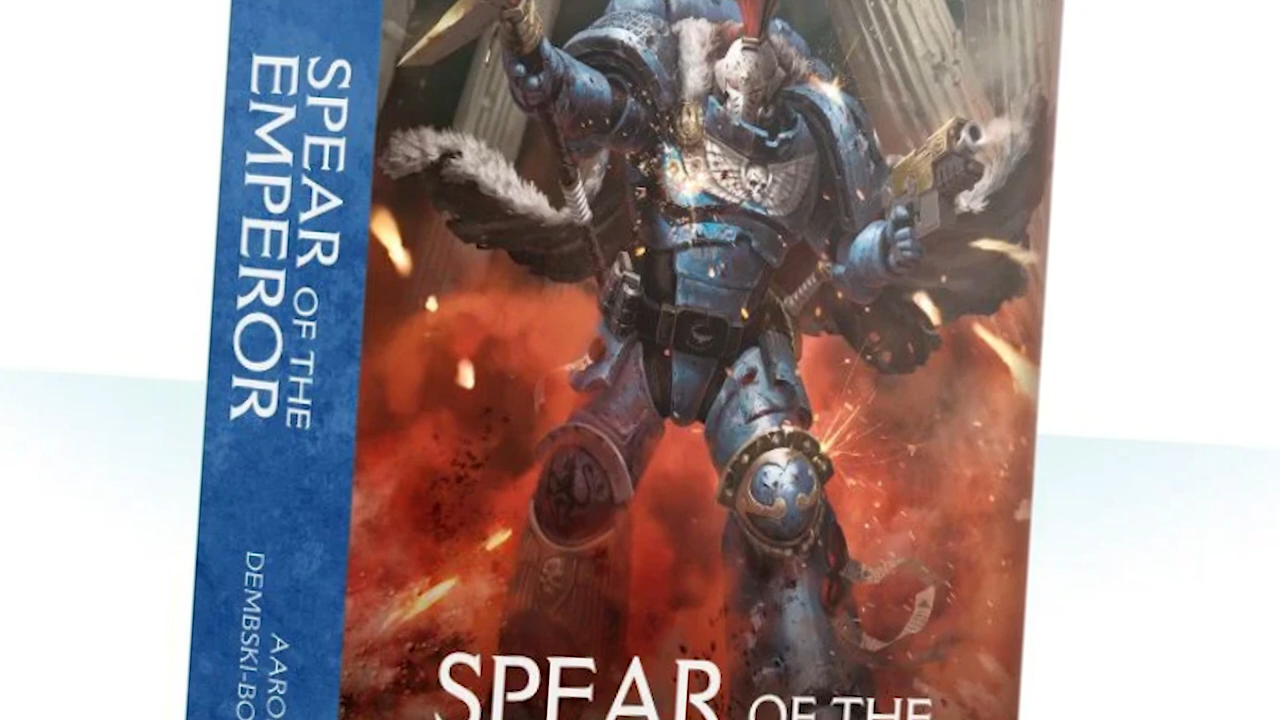 SPEAR OF THE
EMPEROR
AARO
DEMBSKI-BO
SPEAR OF THE